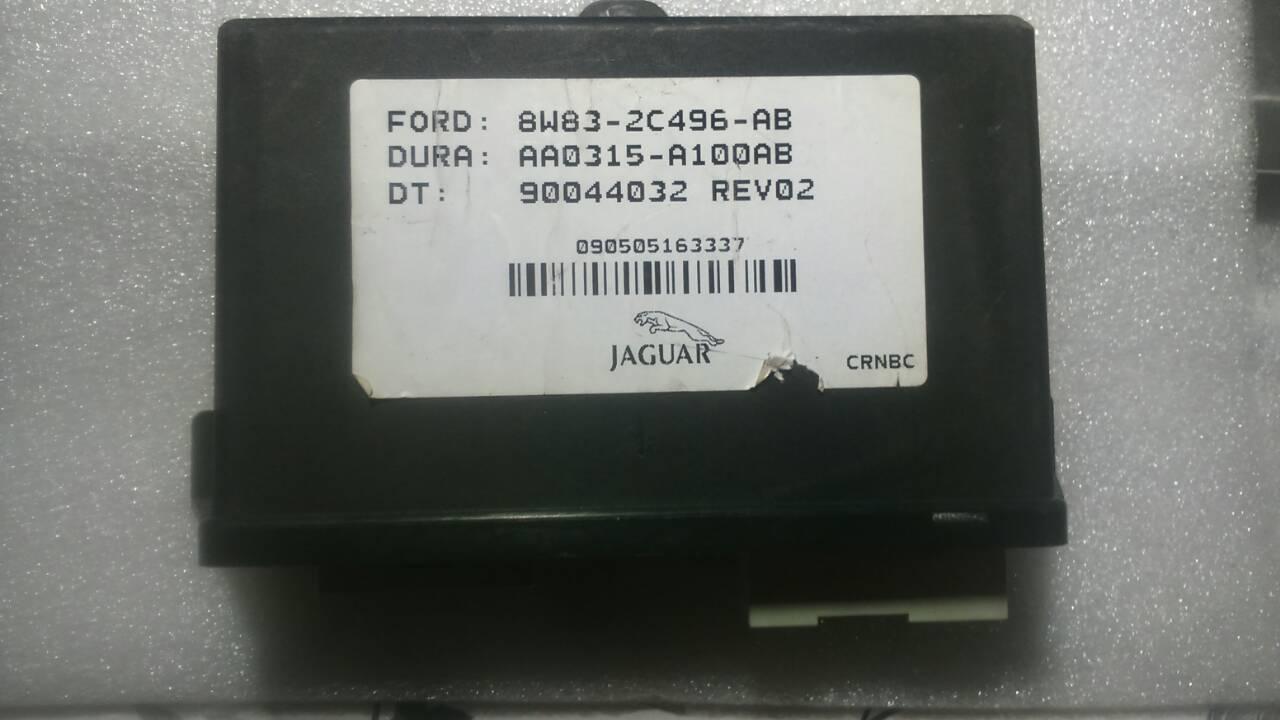 FORD: 8W83-2C496-AB
DURA: AA0315-A100AB
DT: 90044032 REV02
090505163337
JAGUAR
CRNBC